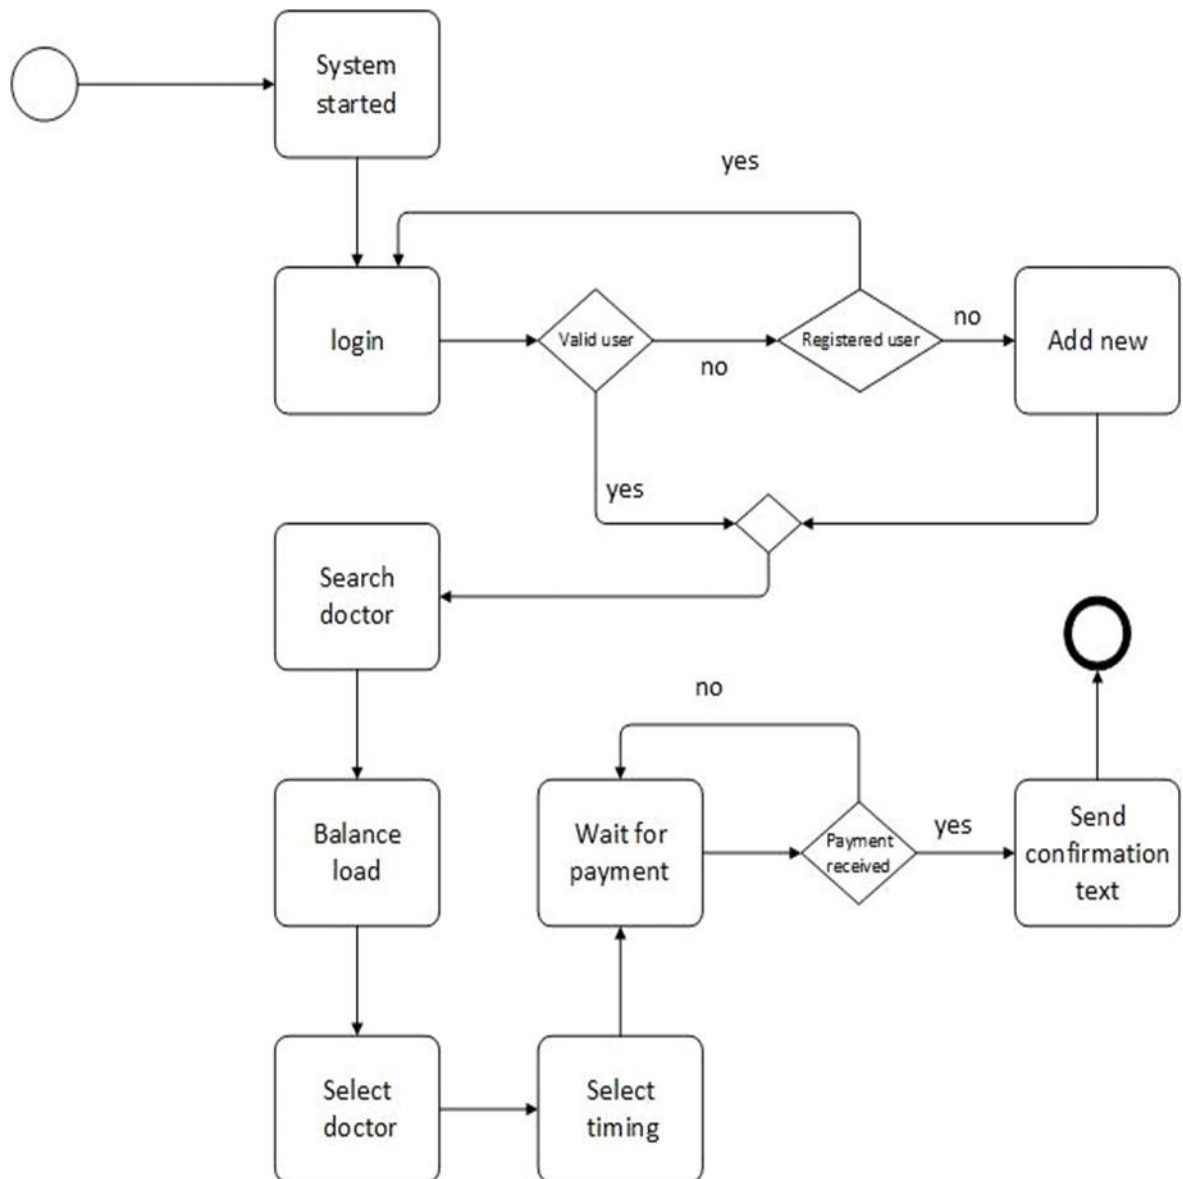 System
started
yes
login
Valid user
no
Registered user
no
Add new
yes
Search
doctor
no
Balance
load
Wait for
payment
Payment
received
yes
Send
confirmation
text
Select
doctor
Select
timing